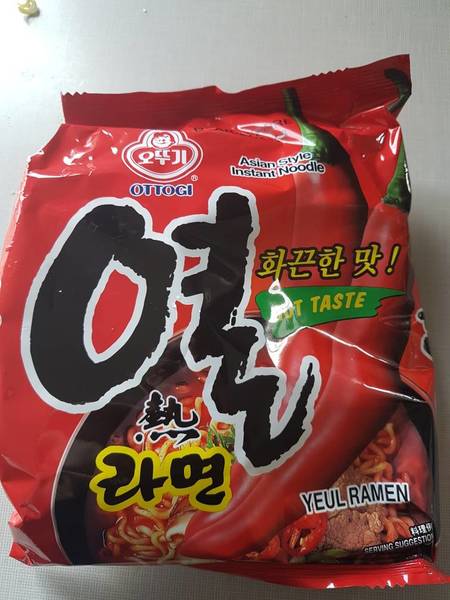 오뚜기
OTTOGI
®
Asian Style
Instant Noodle
열
화끈한 맛!
HOT TASTE
熱
라면
YEUL RAMEN
SERVING SUGGESTION